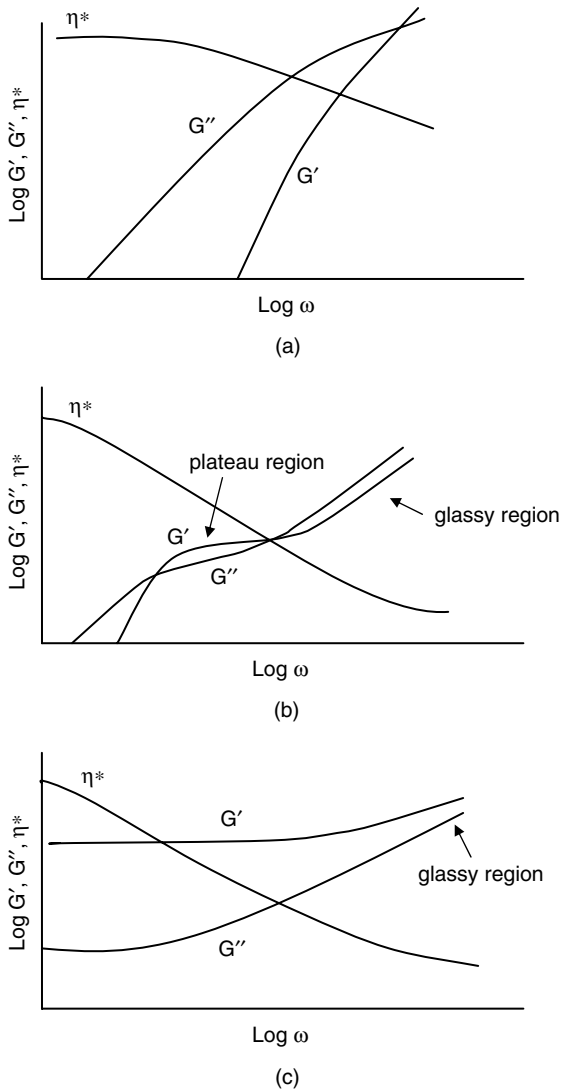 η*
G″
G′
Log G′, G″, η*
Log ω
(a)
η*
plateau region
G′
glassy region
G″
Log G′, G″, η*
Log ω
(b)
η*
G′
glassy region
G″
Log G′, G″, η*
Log ω
(c)